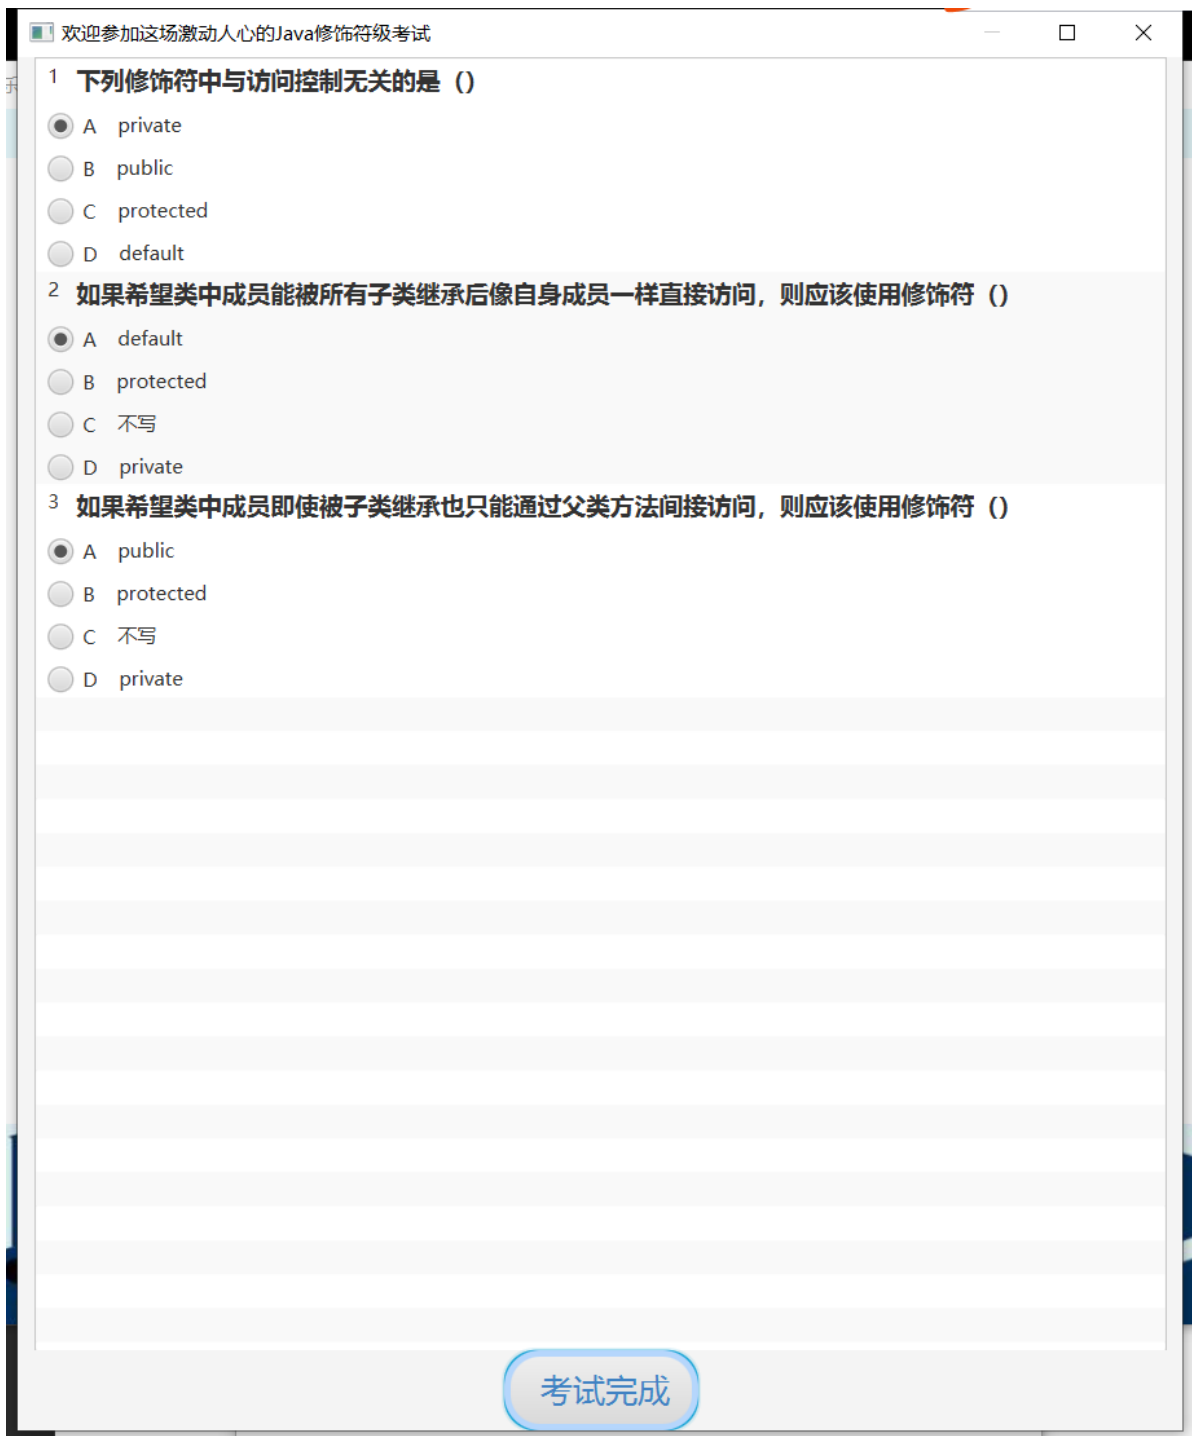 欢迎参加这场激动人心的Java修饰符级考试
1 下列修饰符中与访问控制无关的是（）
A private
B public
C protected
D default
2 如果希望类中成员能被所有子类继承后像自身成员一样直接访问，则应该使用修饰符（）
A default
B protected
C 不写
D private
3 如果希望类中成员即使被子类继承也只能通过父类方法间接访问，则应该使用修饰符（）
A public
B protected
C 不写
D private
考试完成